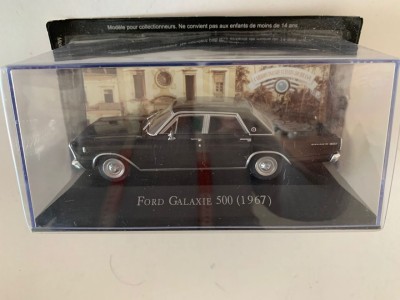 Modèle pour collectionneurs. Ne convient pas aux enfants de moins de 14 ans.
FORD GALAXIE 500 (1967)